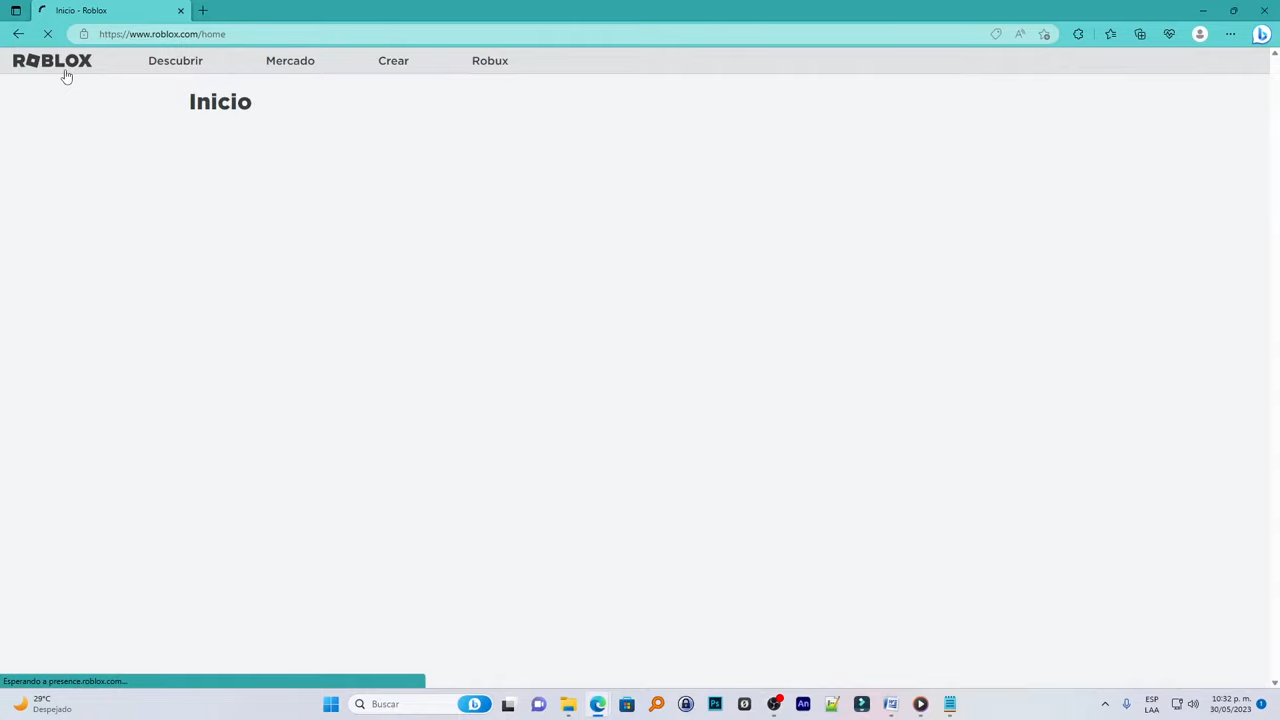 Inicio - Roblox
https://www.roblox.com/home
ROBLOX
Descubrir
Mercado
Crear
Robux
Inicio
Esperando a presence.roblox.com...
29°C
Despejado
Buscar
ESP
LAA
10:32 p. m.
30/05/2023